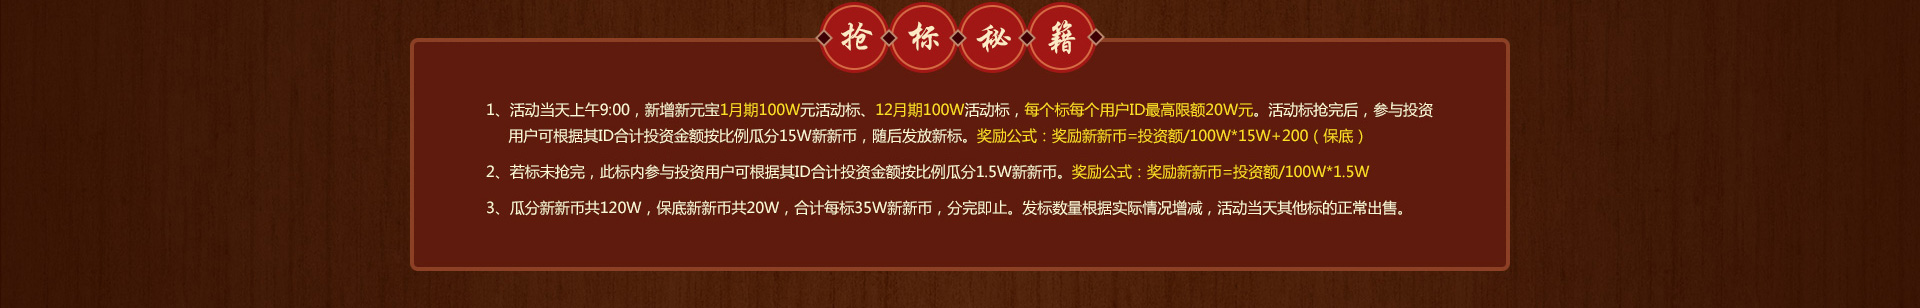 抢标秘籍
1、活动当天上午9:00，新增新元宝1月期100W元活动标、12月期100W活动标，每个标每个用户ID最高限额20W元。活动标抢完后，参与投资
用户可根据其ID合计投资金额按比例瓜分15W新新币，随后发放新标。奖励公式：奖励新新币=投资额/100W*15W+200（保底）
2、若标未抢完，此标内参与投资用户可根据其ID合计投资金额按比例瓜分1.5W新新币。奖励公式：奖励新新币=投资额/100W*1.5W
3、瓜分新新币共120W，保底新新币共20W，合计每标35W新新币，分完即止。发标数量根据实际情况增减，活动当天其他标的正常出售。